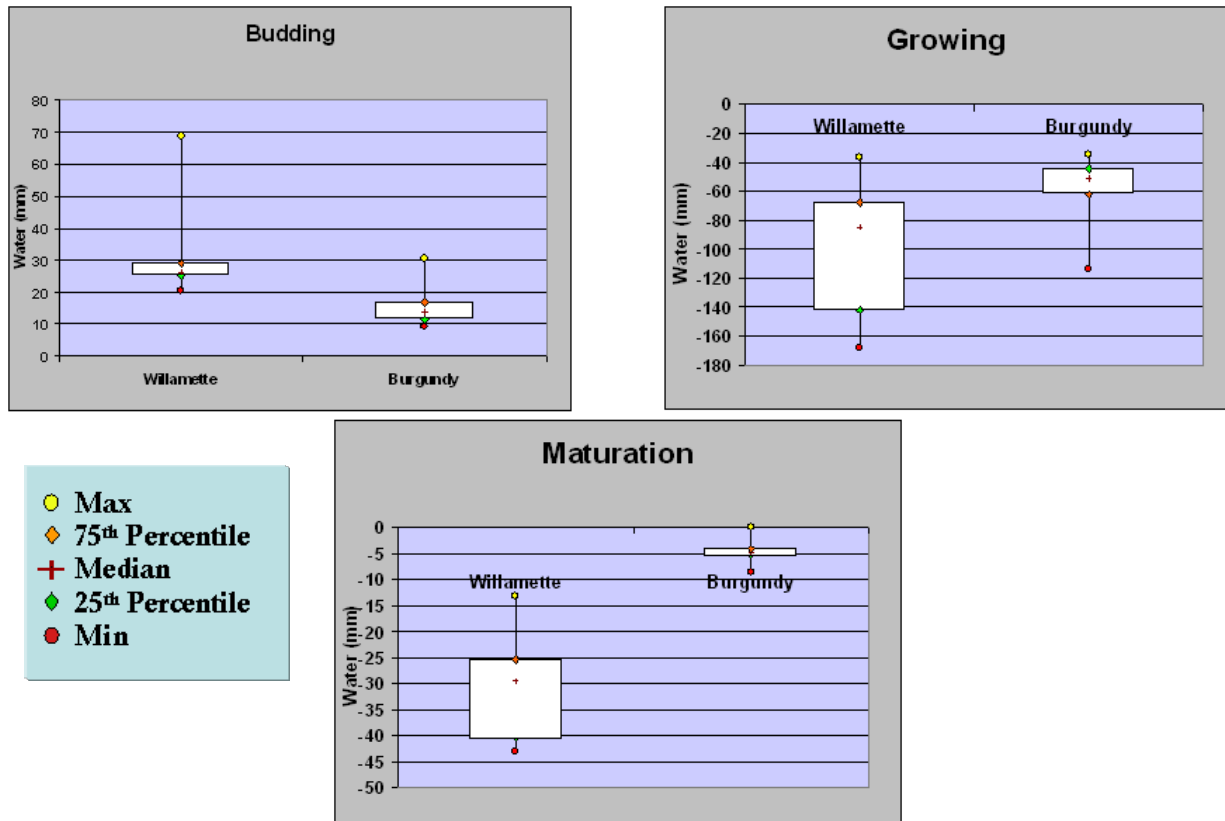 Budding
Water (mm)
80
70
60
50
40
30
20
10
0
Willamette Burgundy
Growing
Water (mm)
0
-20
-40
-60
-80
-100
-120
-140
-160
-180
Willamette Burgundy
Max
75th Percentile
Median
25th Percentile
Min
Maturation
Water (mm)
0
-5
-10
-15
-20
-25
-30
-35
-40
-45
-50
Willamette Burgundy